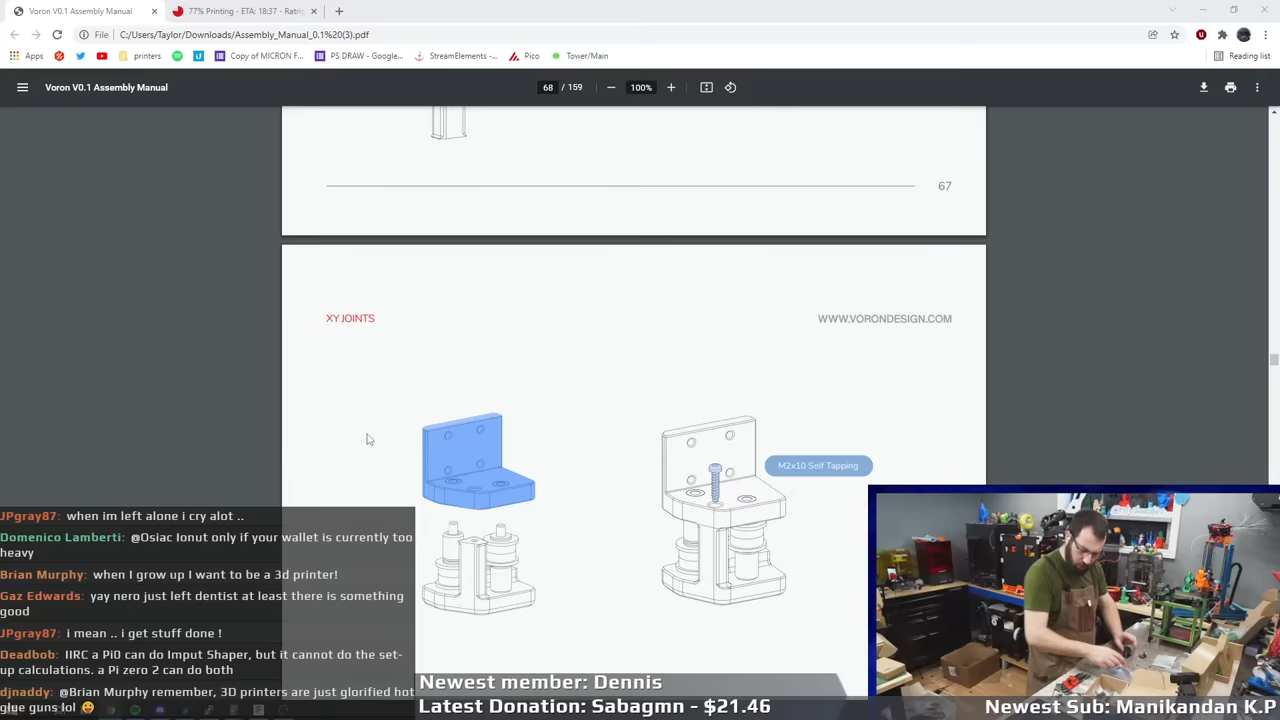 Voron V0.1 Assembly Manual
77% Printing - ETA: 18:37 - Ratrig
File
C:/Users/Taylor/Downloads/Assembly_Manual_0.1%20(3).pdf
Apps
printers
Copy of MICRON F...
PS DRAW - Google...
StreamElements -...
Pico
Tower/Main
Reading list
Voron V0.1 Assembly Manual
68 / 159
100%
67
XY JOINTS
WWW.VORONDESIGN.COM
M2x10 Self Tapping
JPgray87: when im left alone i cry alot ..
Domenico Lamberti: @Osiac Ionut only if your wallet is currently too
heavy
Brian Murphy: when I grow up I want to be a 3d printer!
Gaz Edwards: yay nero just left dentist at least there is something
good
JPgray87: i mean .. i get stuff done !
Deadbob: IIRC a Pi0 can do Imput Shaper, but it cannot do the set-
up calculations. a Pi zero 2 can do both
djnaddy: @Brian Murphy remember, 3D printers are just glorified hot
glue guns lol 😛
Newest member: Dennis
Latest Donation: Sabagmn - $21.46
Newest Sub: Manikandan K.P